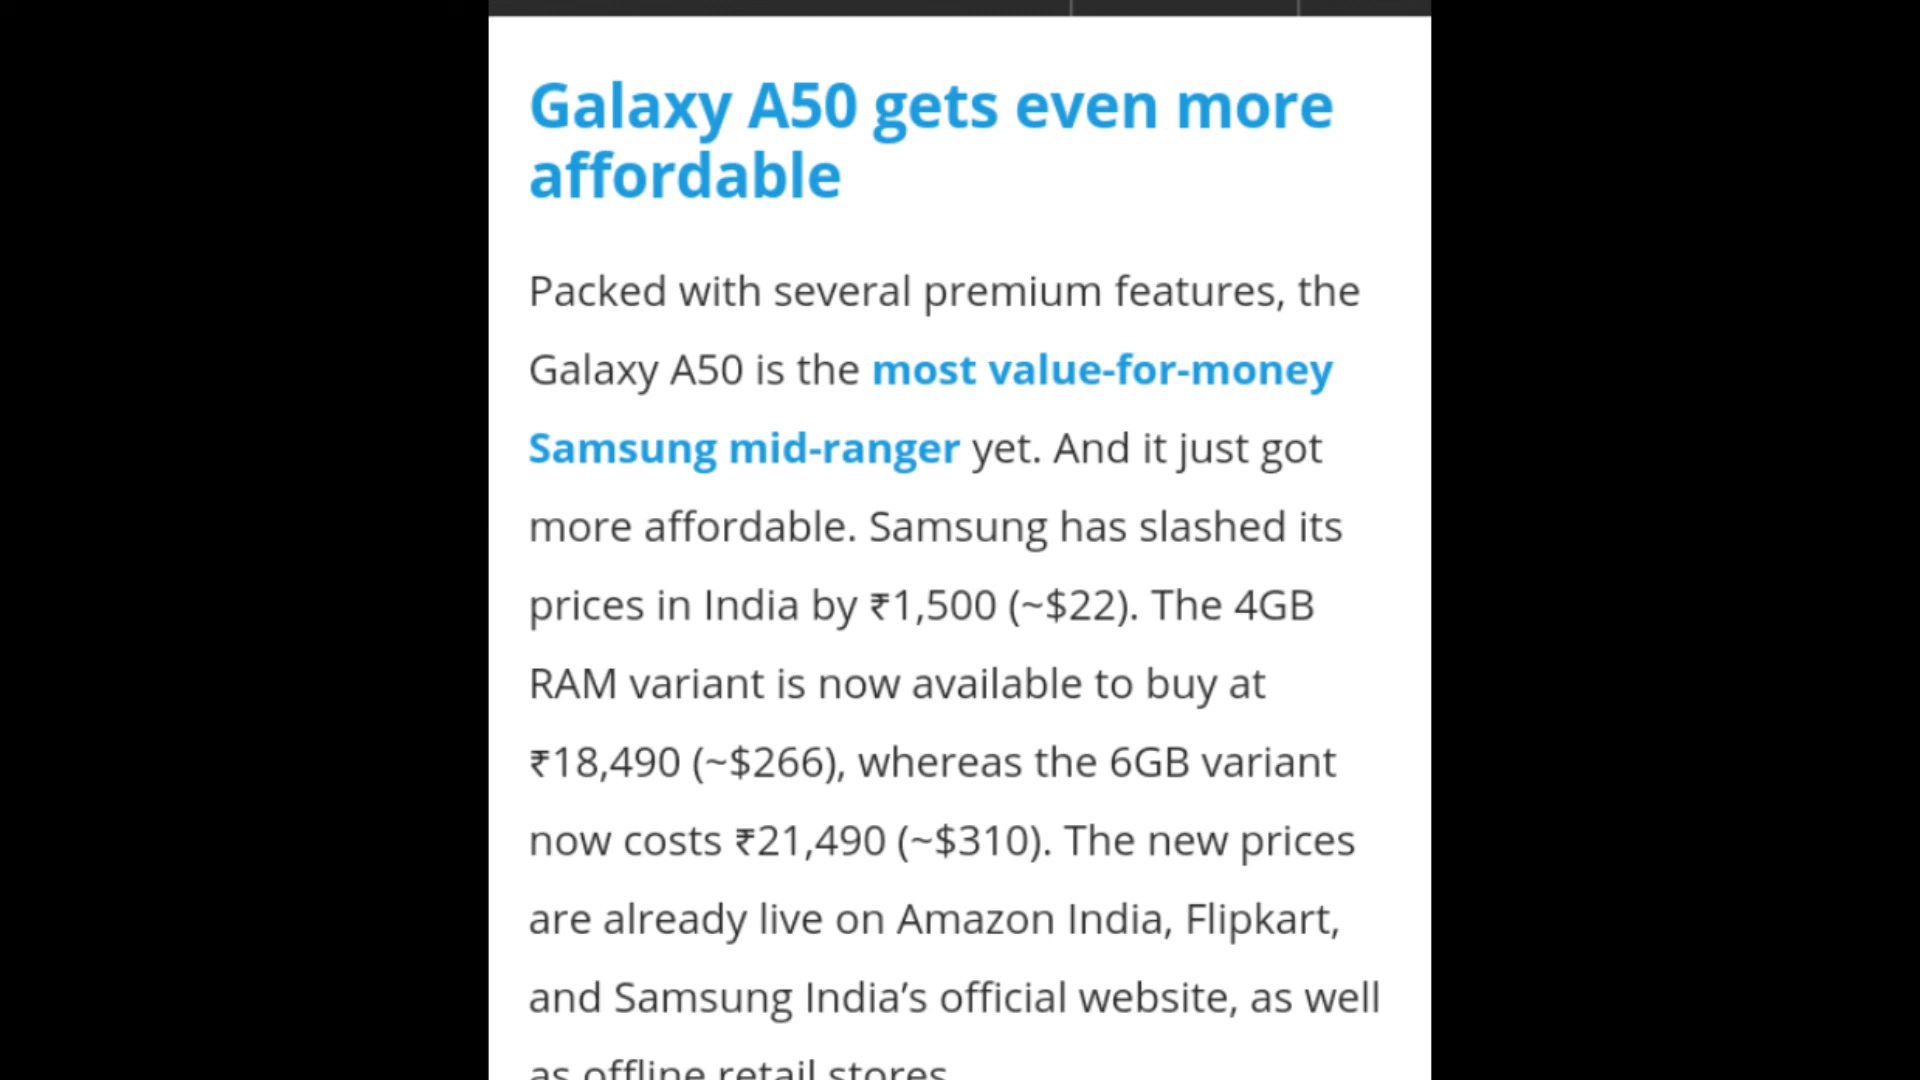 Galaxy A50 gets even more
affordable
Packed with several premium features, the
Galaxy A50 is the most value-for-money
Samsung mid-ranger yet. And it just got
more affordable. Samsung has slashed its
prices in India by ₹1,500 (~$22). The 4GB
RAM variant is now available to buy at
₹18,490 (~$266), whereas the 6GB variant
now costs ₹21,490 (~$310). The new prices
are already live on Amazon India, Flipkart,
and Samsung India’s official website, as well
as offline retail stores.